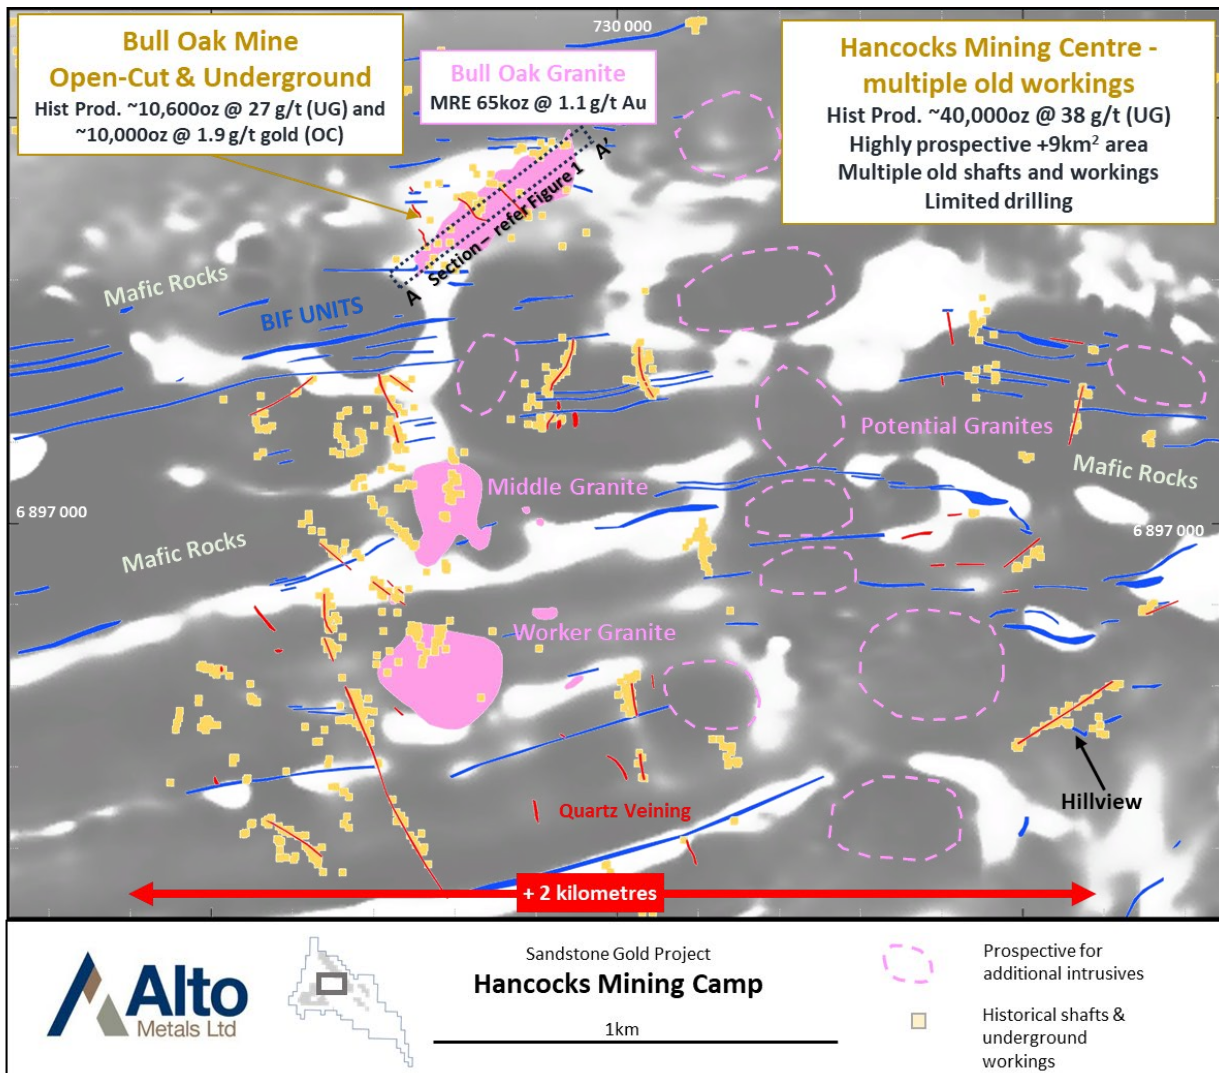 730 000
Bull Oak Mine
Open-Cut & Underground
Hist Prod. ~10,600oz @ 27 g/t (UG) and
~10,000oz @ 1.9 g/t gold (OC)
Bull Oak Granite
MRE 65koz @ 1.1 g/t Au
Hancocks Mining Centre -
multiple old workings
Hist Prod. ~40,000oz @ 38 g/t (UG)
Highly prospective +9km² area
Multiple old shafts and workings
Limited drilling
A'
Section – refer Figure 1
A
Mafic Rocks
BIF UNITS
Potential Granites
Mafic Rocks
Middle Granite
6 897 000
6 897 000
Mafic Rocks
Worker Granite
Hillview
Quartz Veining
+ 2 kilometres
Alto
Metals Ltd
Sandstone Gold Project
Hancocks Mining Camp
1km
Prospective for
additional intrusives
Historical shafts &
underground
workings